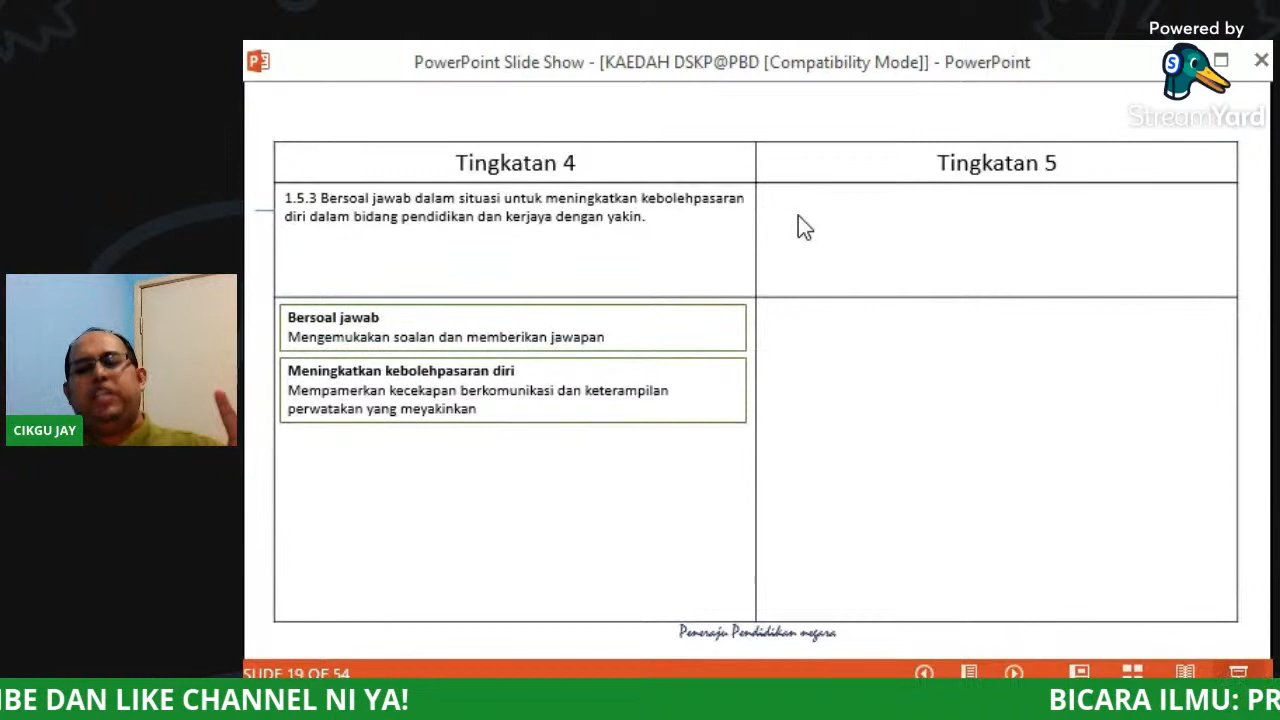 Powered by
PowerPoint Slide Show - [KAEDAH DSKP@PBD [Compatibility Mode]] - PowerPoint
StreamYard
Tingkatan 4
Tingkatan 5
1.5.3 Bersoal jawab dalam situasi untuk meningkatkan kebolehpasaran
diri dalam bidang pendidikan dan kerjaya dengan yakin.
Bersoal jawab
Mengemukakan soalan dan memberikan jawapan
Meningkatkan kebolehpasaran diri
Mempamerkan kecekapan berkomunikasi dan keterampilan
perwatakan yang meyakinkan
CIKGU JAY
Peneraju Pendidikan negara
SLIDE 19 OF 54
IBE DAN LIKE CHANNEL NI YA!
BICARA ILMU: PR